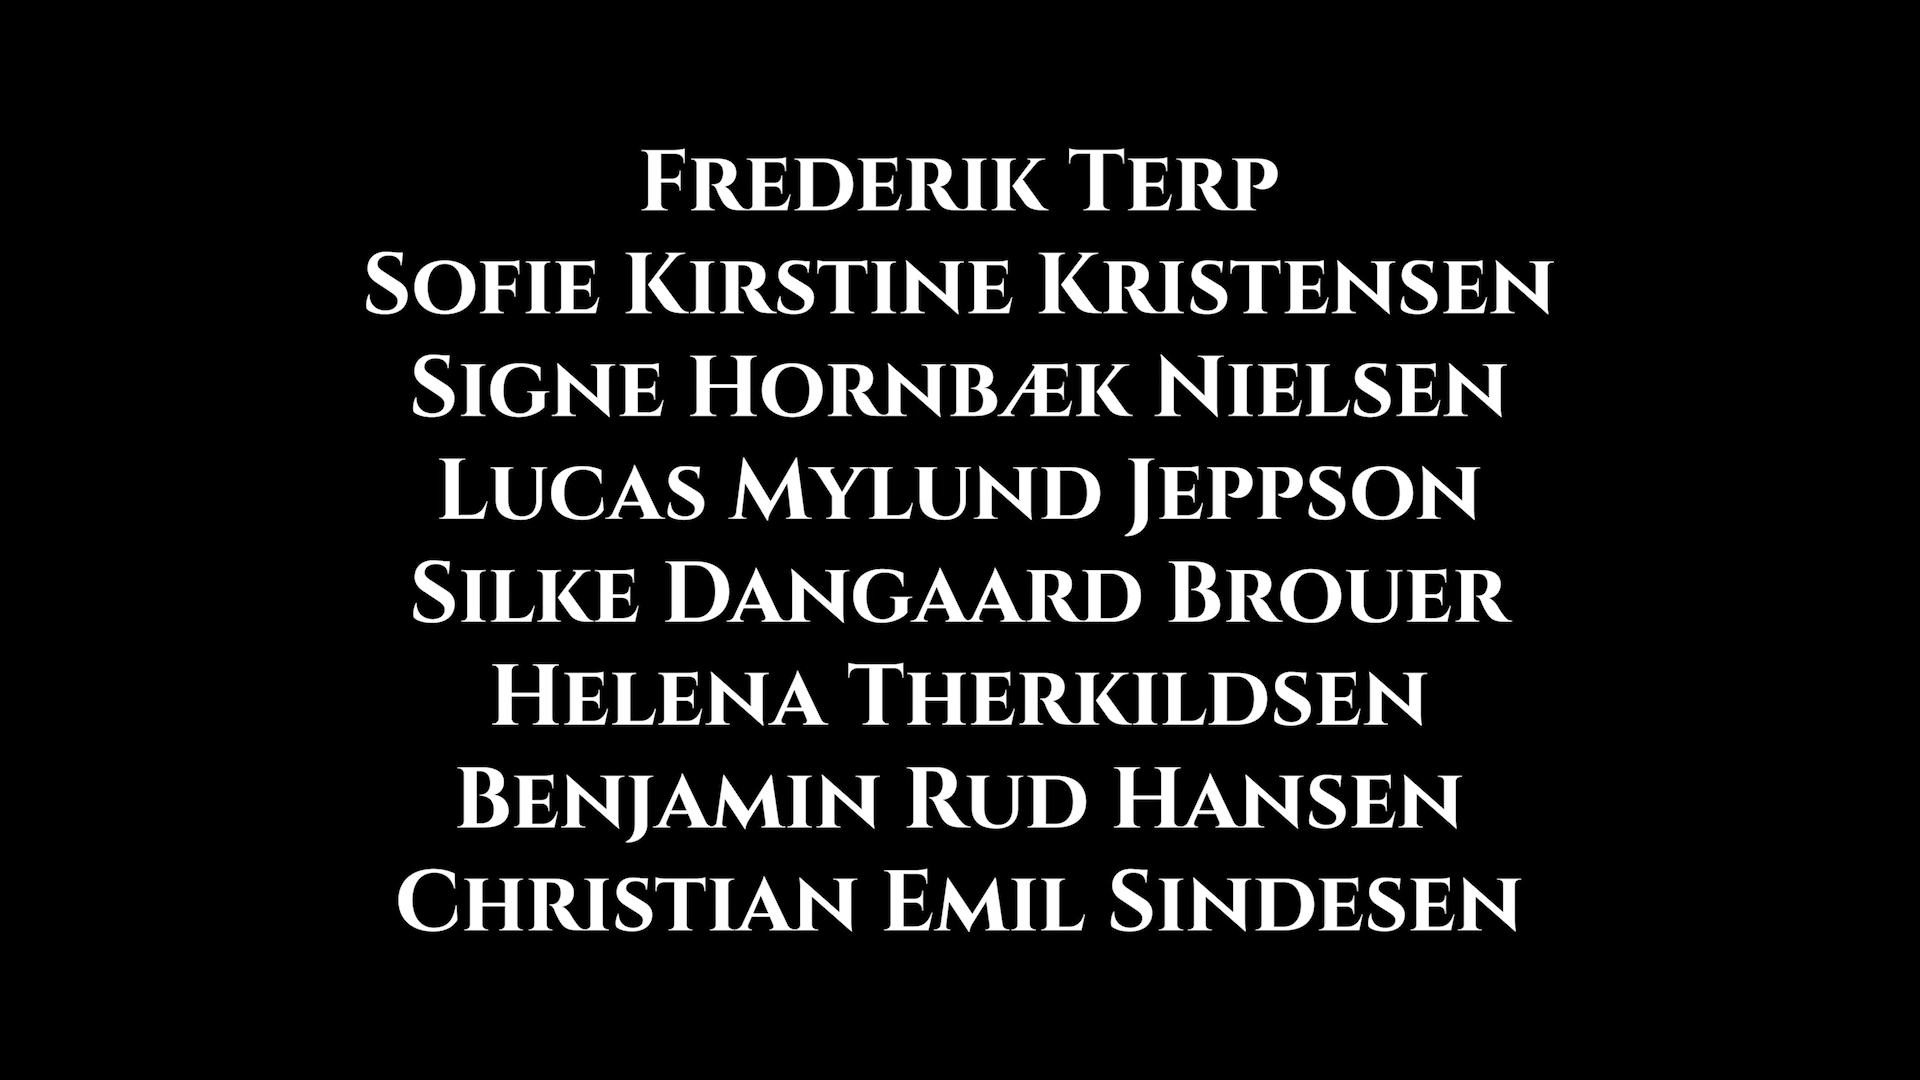 Frederik Terp
Sofie Kirstine Kristensen
Signe Hornbæk Nielsen
Lucas Mylund Jeppson
Silke Dangaard Brouer
Helena Therkildsen
Benjamin Rud Hansen
Christian Emil Sindesen